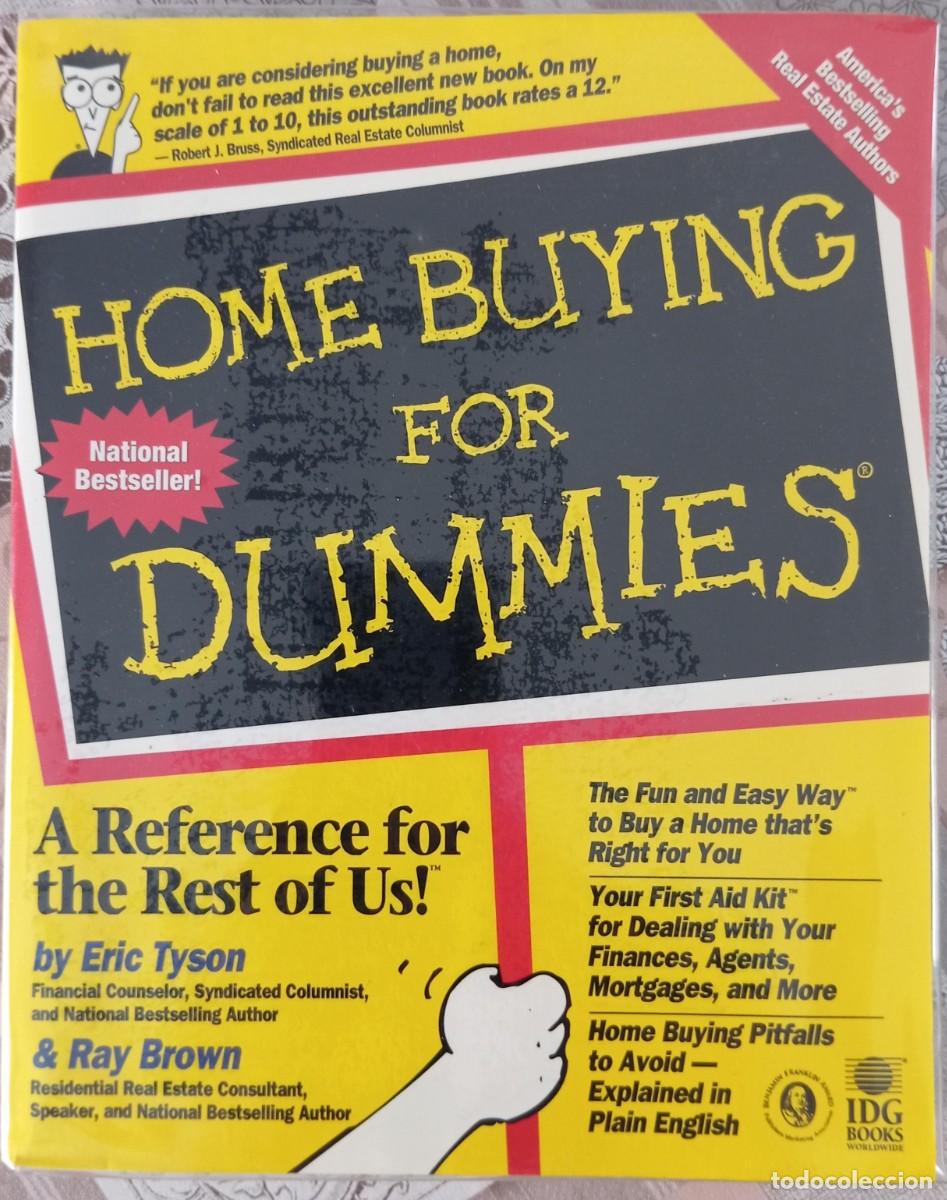 "If you are considering buying a home,
don't fail to read this excellent new book. On my
scale of 1 to 10, this outstanding book rates a 12."
— Robert J. Bruss, Syndicated Real Estate Columnist
America's
Bestselling
Real Estate Authors
HOME BUYING
FOR
DUMMIES®
National
Bestseller!
A Reference for
the Rest of Us!™
by Eric Tyson
Financial Counselor, Syndicated Columnist,
and National Bestselling Author
& Ray Brown
Residential Real Estate Consultant,
Speaker, and National Bestselling Author
The Fun and Easy Way™
to Buy a Home that's
Right for You
Your First Aid Kit™
for Dealing with Your
Finances, Agents,
Mortgages, and More
Home Buying Pitfalls
to Avoid —
Explained in
Plain English
BENJAMIN FRANKLIN AWARD
IDG
BOOKS
WORLDWIDE
todocoleccion